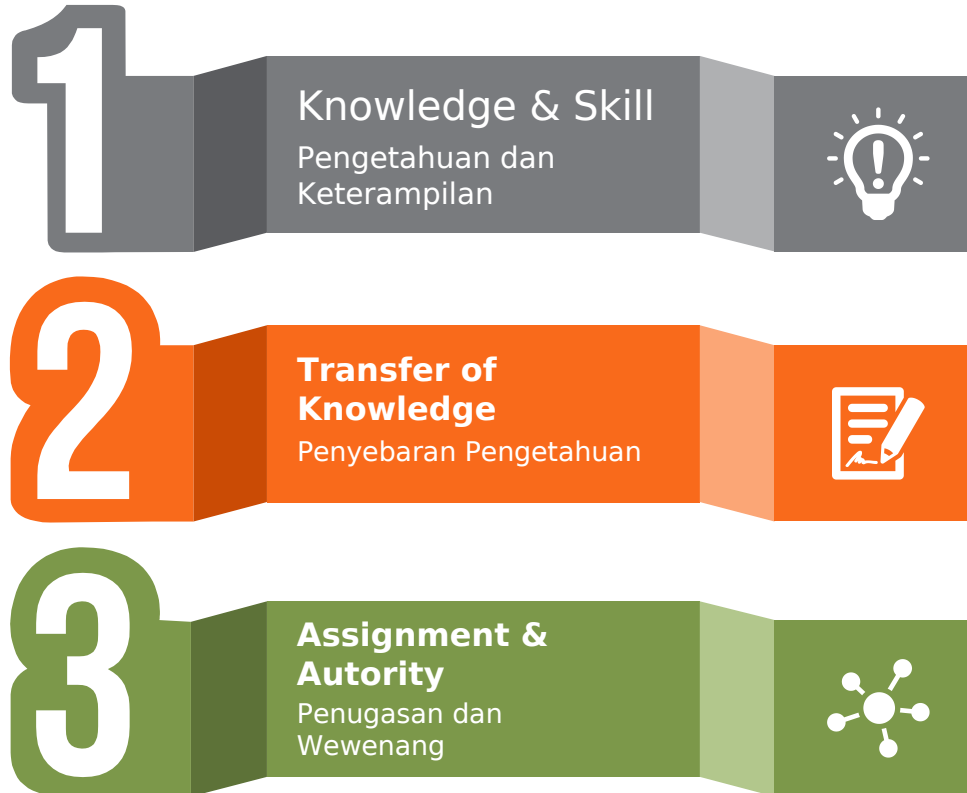 1
Knowledge & Skill
Pengetahuan dan
Keterampilan
2
Transfer of
Knowledge
Penyebaran Pengetahuan
3
Assignment &
Autority
Penugasan dan
Wewenang